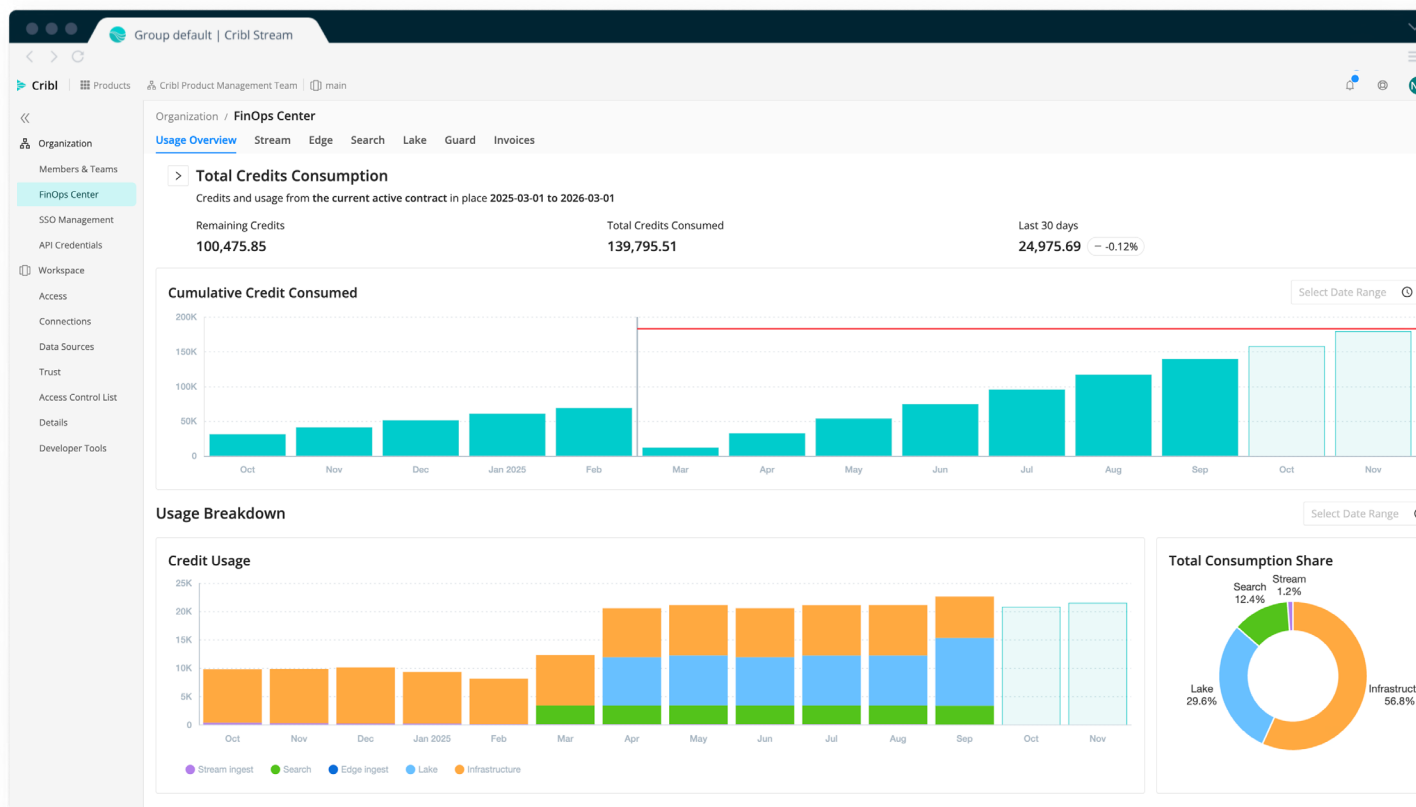 Group default | Cribl Stream
Cribl Products Cribl Product Management Team main
Organization / FinOps Center
Usage Overview Stream Edge Search Lake Guard Invoices
Organization
Members & Teams
FinOps Center
SSO Management
API Credentials
Workspace
Access
Connections
Data Sources
Trust
Access Control List
Details
Developer Tools
> Total Credits Consumption
Credits and usage from the current active contract in place 2025-03-01 to 2026-03-01
Remaining Credits
100,475.85
Total Credits Consumed
139,795.51
Last 30 days
24,975.69 − -0.12%
Cumulative Credit Consumed
Select Date Range
200K
150K
100K
50K
0
Oct Nov Dec Jan 2025 Feb Mar Apr May Jun Jul Aug Sep Oct Nov
Usage Breakdown
Select Date Range
Credit Usage
25K
20K
15K
10K
5K
0
Oct Nov Dec Jan 2025 Feb Mar Apr May Jun Jul Aug Sep Oct Nov
Stream ingest Search Edge ingest Lake Infrastructure
Total Consumption Share
Stream
1.2%
Search
12.4%
Lake
29.6%
Infrastruct
56.8%